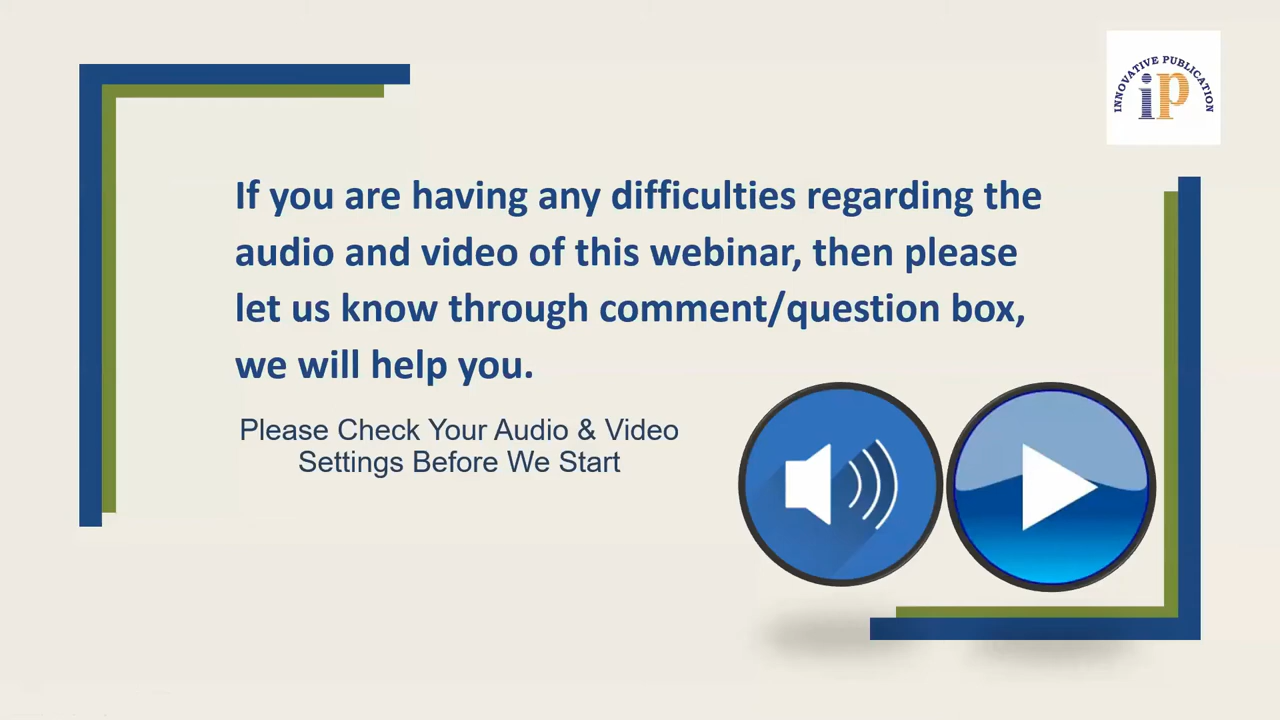 INNOVATIVE PUBLICATION
ip
If you are having any difficulties regarding the
audio and video of this webinar, then please
let us know through comment/question box,
we will help you.
Please Check Your Audio & Video
Settings Before We Start